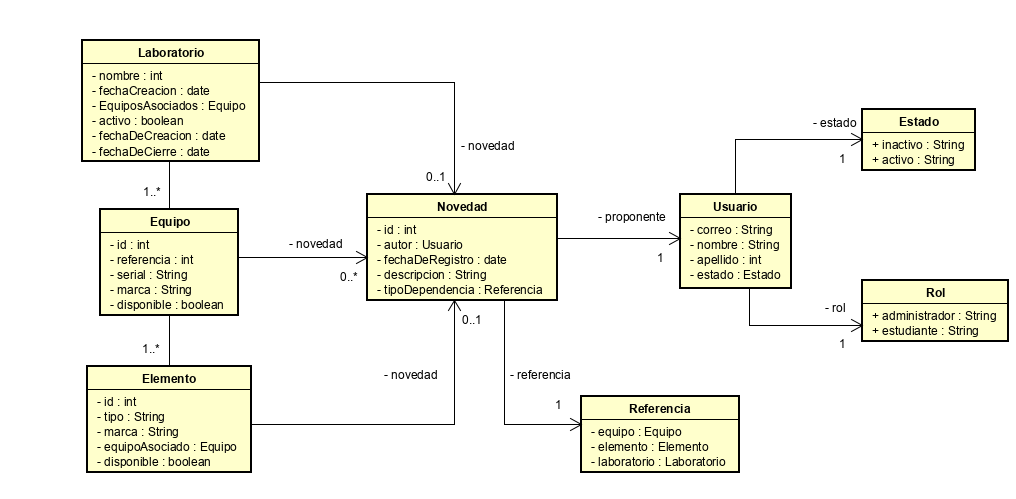 Laboratorio
- nombre : int
- fechaCreacion : date
- EquiposAsociados : Equipo
- activo : boolean
- fechaDeCreacion : date
- fechaDeCierre : date
- novedad
0..1
1..*
Equipo
- id : int
- referencia : int
- serial : String
- marca : String
- disponible : boolean
- novedad
0..*
1..*
Elemento
- id : int
- tipo : String
- marca : String
- equipoAsociado : Equipo
- disponible : boolean
- novedad
0..1
Novedad
- id : int
- autor : Usuario
- fechaDeRegistro : date
- descripcion : String
- tipoDependencia : Referencia
- proponente
1
- referencia
1
Referencia
- equipo : Equipo
- elemento : Elemento
- laboratorio : Laboratorio
Usuario
- correo : String
- nombre : String
- apellido : int
- estado : Estado
- estado
1
Estado
+ inactivo : String
+ activo : String
- rol
1
Rol
+ administrador : String
+ estudiante : String